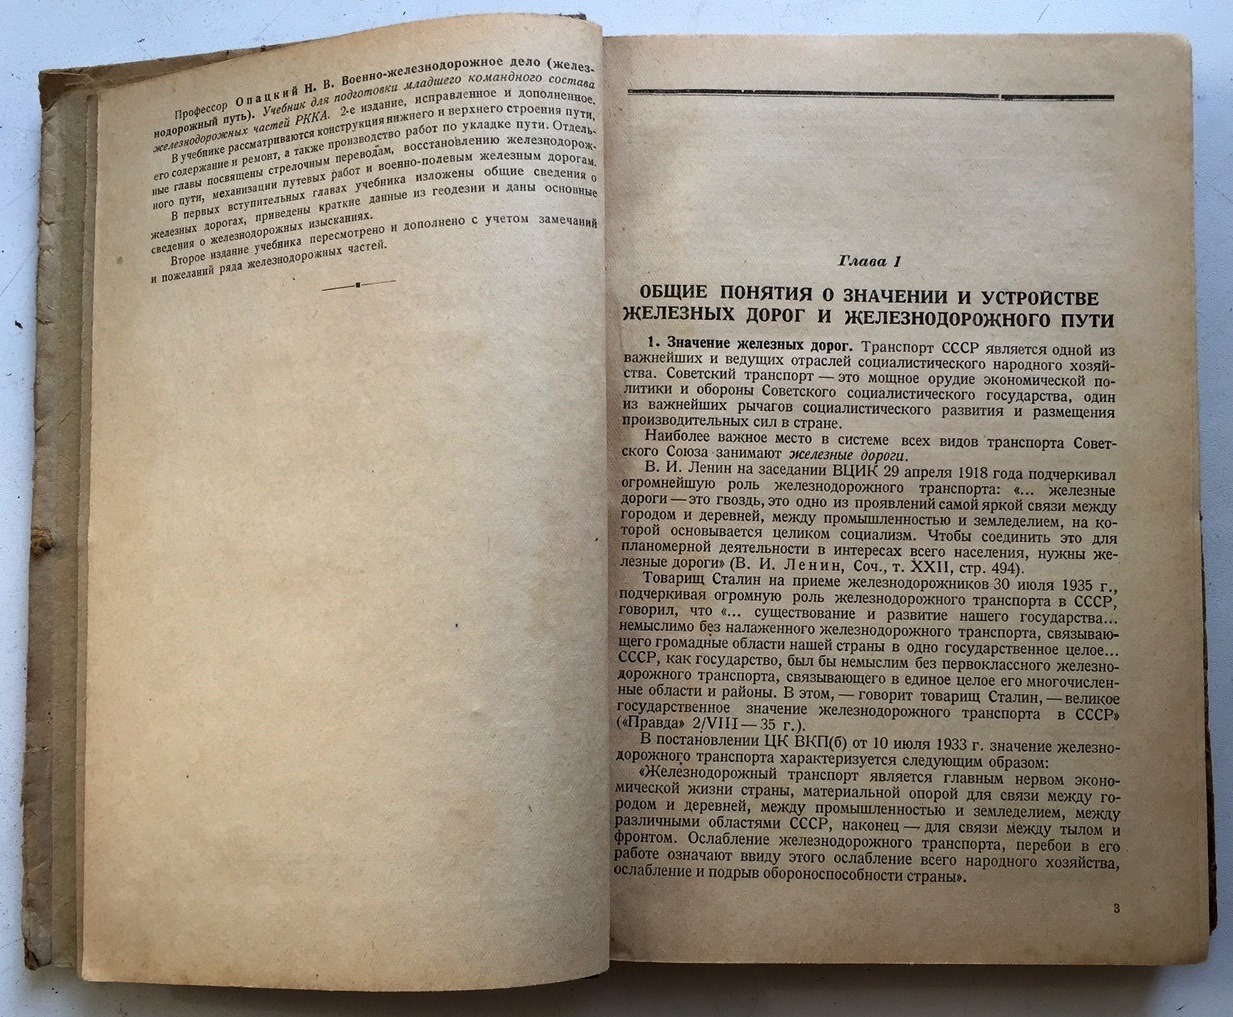 Профессор Опацкий Н. В. Военно-железнодорожное дело (желез-
нодорожный путь). Учебник для подготовки младшего командного состава
железнодорожных частей РККА. 2-е издание, исправленное и дополненное.
В учебнике рассматриваются конструкция нижнего и верхнего строения пути,
его содержание и ремонт, а также производство работ по укладке пути. Отдель-
ные главы посвящены стрелочным переводам, восстановлению железнодорож-
ного пути, механизации путевых работ и военно-полевым железным дорогам.
В первых вступительных главах учебника изложены общие сведения о
железных дорогах, приведены краткие данные из геодезии и даны основные
сведения о железнодорожных изысканиях.
Второе издание учебника пересмотрено и дополнено с учетом замечаний
и пожеланий ряда железнодорожных частей.
Глава 1
ОБЩИЕ ПОНЯТИЯ О ЗНАЧЕНИИ И УСТРОЙСТВЕ
ЖЕЛЕЗНЫХ ДОРОГ И ЖЕЛЕЗНОДОРОЖНОГО ПУТИ
1. Значение железных дорог. Транспорт СССР является одной из
важнейших и ведущих отраслей социалистического народного хозяй-
ства. Советский транспорт — это мощное орудие экономической по-
литики и обороны Советского социалистического государства, один
из важнейших рычагов социалистического развития и размещения
производительных сил в стране.
Наиболее важное место в системе всех видов транспорта Совет-
ского Союза занимают железные дороги.
В. И. Ленин на заседании ВЦИК 29 апреля 1918 года подчеркивал
огромнейшую роль железнодорожного транспорта: «... железные
дороги — это гвоздь, это одно из проявлений самой яркой связи между
городом и деревней, между промышленностью и земледелием, на ко-
торой основывается целиком социализм. Чтобы соединить это для
планомерной деятельности в интересах всего населения, нужны же-
лезные дороги» (В. И. Ленин, Соч., т. XXII, стр. 494).
Товарищ Сталин на приеме железнодорожников 30 июля 1935 г.,
подчеркивая огромную роль железнодорожного транспорта в СССР,
говорил, что «... существование и развитие нашего государства...
немыслимо без налаженного железнодорожного транспорта, связываю-
щего громадные области нашей страны в одно государственное целое...
СССР, как государство, был бы немыслим без первоклассного железно-
дорожного транспорта, связывающего в единое целое его многочислен-
ные области и районы. В этом, — говорит товарищ Сталин, — великое
государственное значение железнодорожного транспорта в СССР»
(«Правда» 2/VIII — 35 г.).
В постановлении ЦК ВКП(б) от 10 июля 1933 г. значение железно-
дорожного транспорта характеризуется следующим образом:
«Железнодорожный транспорт является главным нервом эконо-
мической жизни страны, материальной опорой для связи между го-
родом и деревней, между промышленностью и земледелием, между
различными областями СССР, наконец — для связи между тылом и
фронтом. Ослабление железнодорожного транспорта, перебои в его
работе означают ввиду этого ослабление всего народного хозяйства,
ослабление и подрыв обороноспособности страны».
3